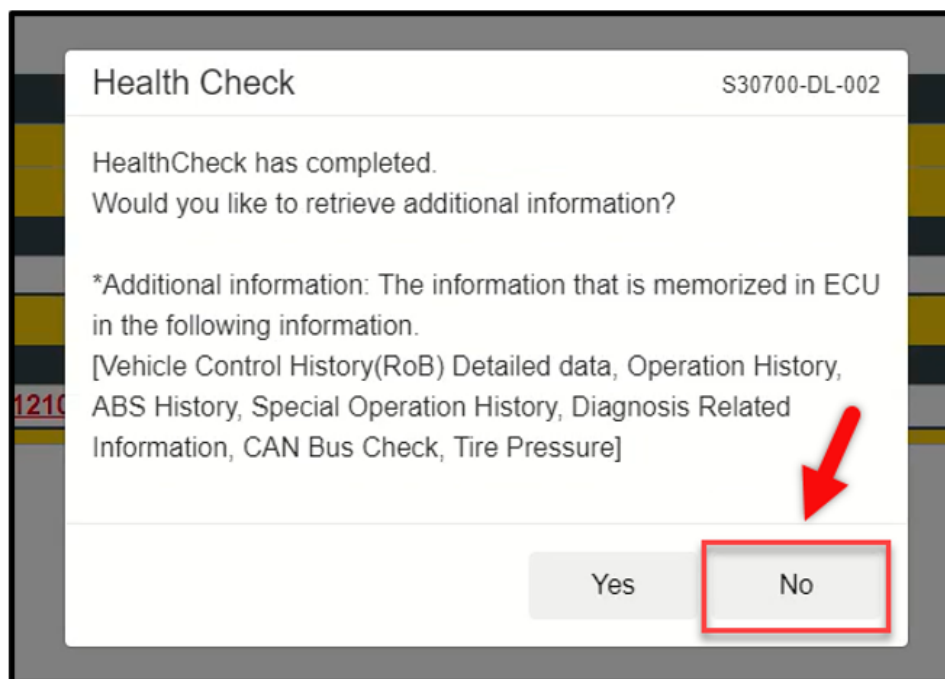 Health Check
S30700-DL-002
HealthCheck has completed.
Would you like to retrieve additional information?
*Additional information: The information that is memorized in ECU
in the following information.
[Vehicle Control History(RoB) Detailed data, Operation History,
ABS History, Special Operation History, Diagnosis Related
Information, CAN Bus Check, Tire Pressure]
1210
Yes
No